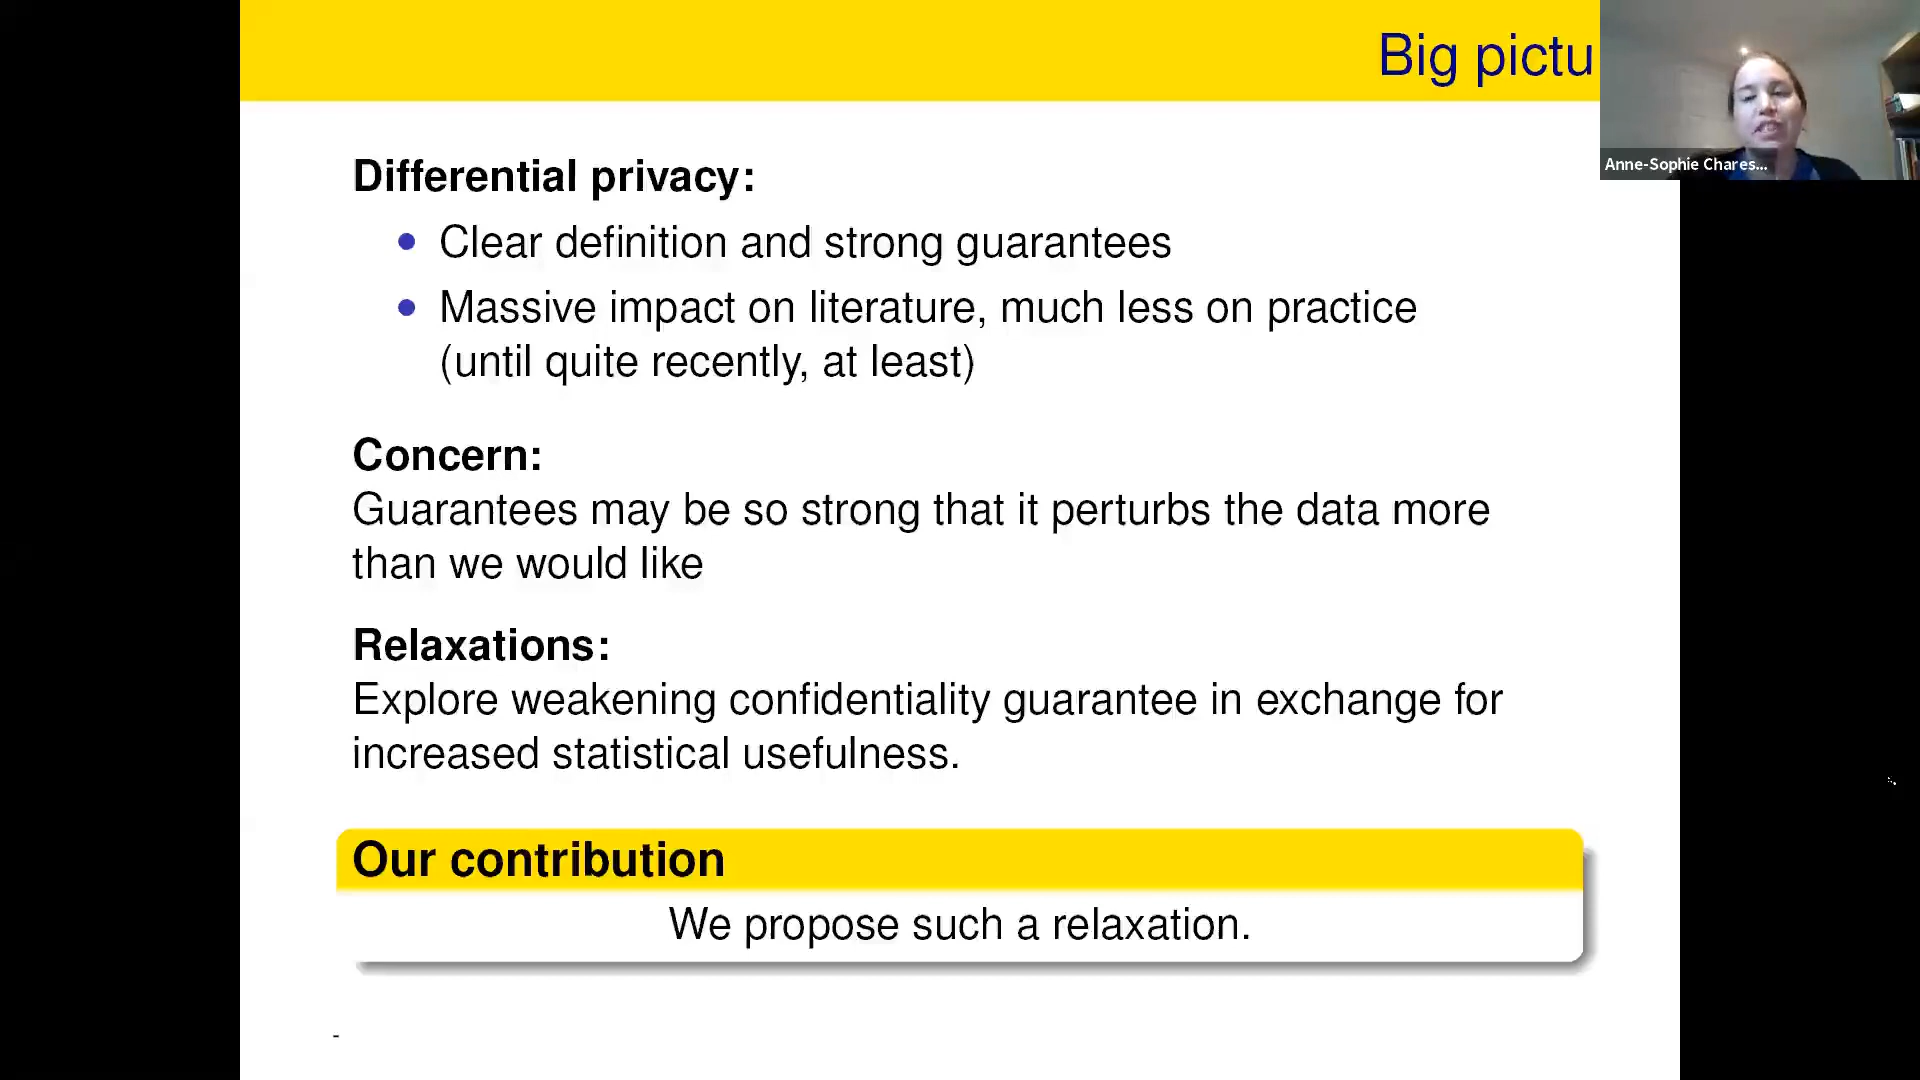 Big pictu
Anne-Sophie Chares...
Differential privacy:
• Clear definition and strong guarantees
• Massive impact on literature, much less on practice
(until quite recently, at least)
Concern:
Guarantees may be so strong that it perturbs the data more
than we would like
Relaxations:
Explore weakening confidentiality guarantee in exchange for
increased statistical usefulness.
Our contribution
We propose such a relaxation.
-